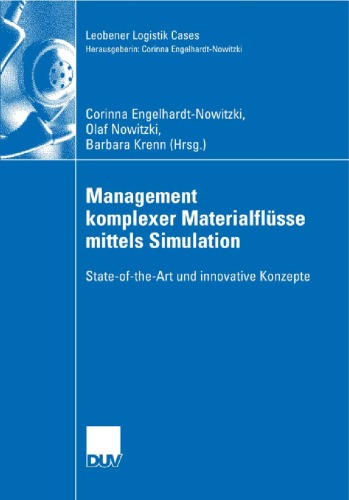 Leobener Logistik Cases
Herausgeberin: Corinna Engelhardt-Nowitzki
Corinna Engelhardt-Nowitzki,
Olaf Nowitzki,
Barbara Krenn (Hrsg.)
Management
komplexer Materialflüsse
mittels Simulation
State-of-the-Art und innovative Konzepte
DUV